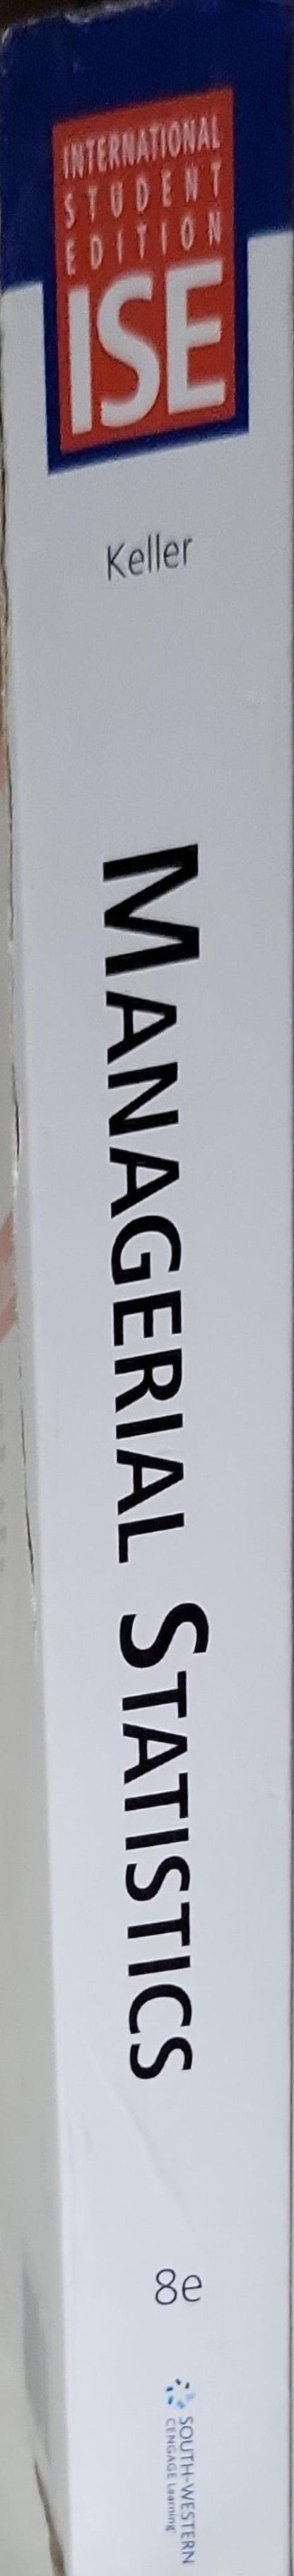 INTERNATIONAL
STUDENT
EDITION
ISE
Keller
MANAGERIAL STATISTICS
8e
SOUTH-WESTERN
CENGAGE Learning